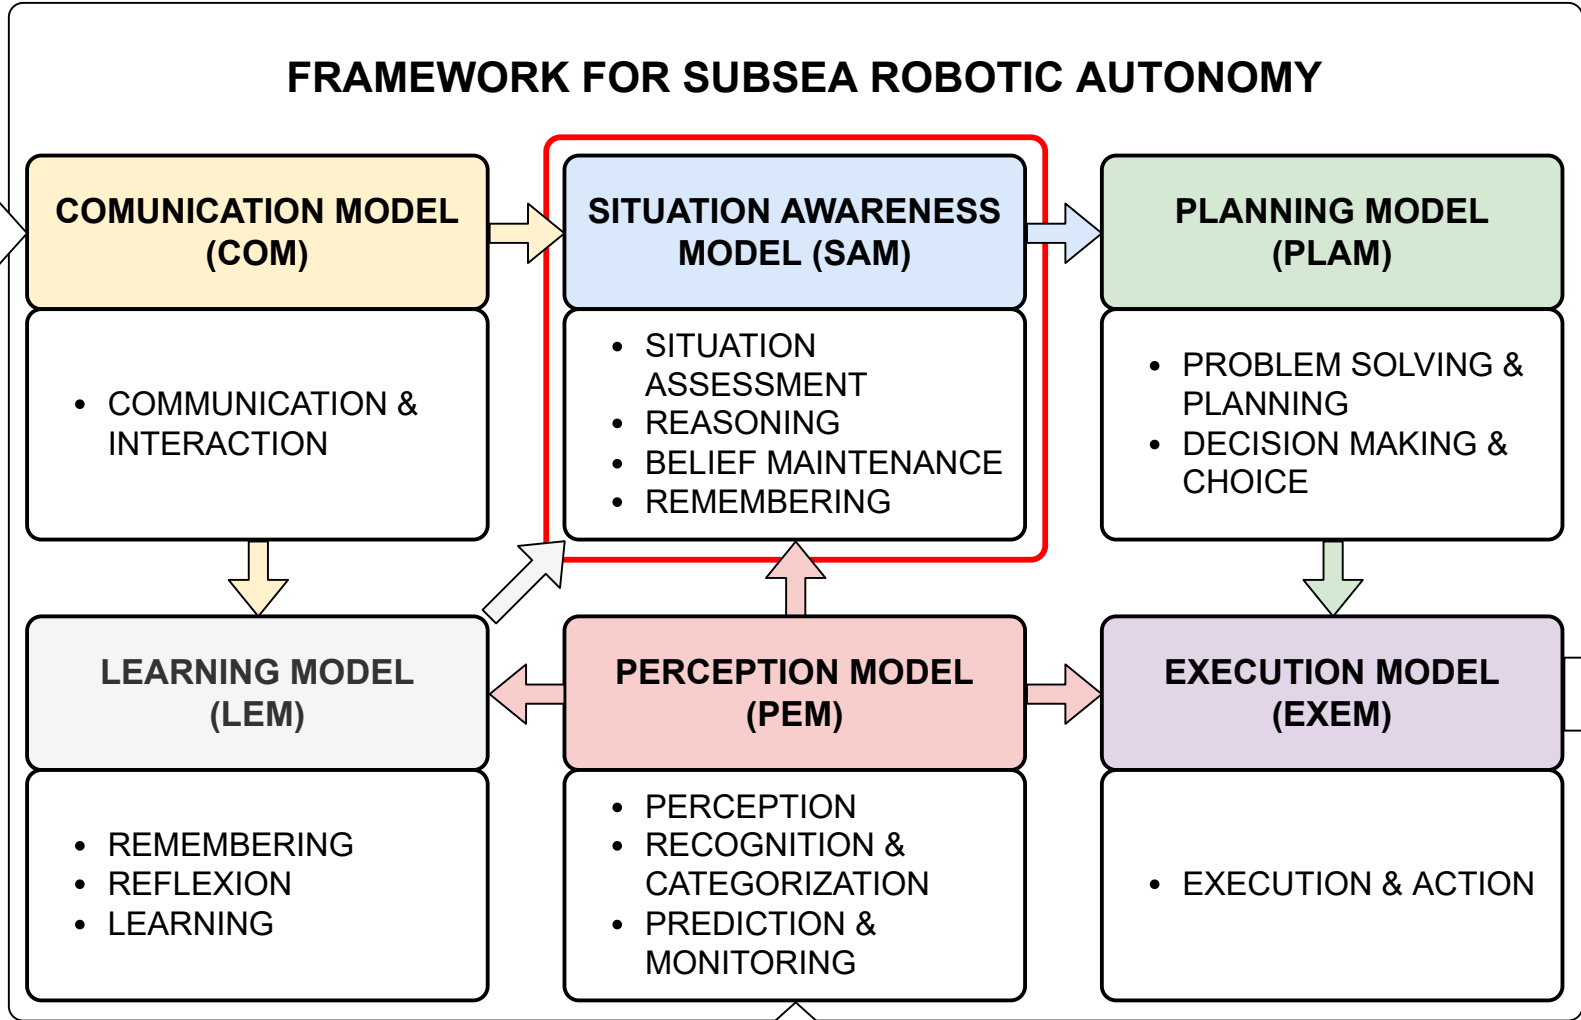 FRAMEWORK FOR SUBSEA ROBOTIC AUTONOMY
COMUNICATION MODEL
(COM)
• COMMUNICATION &
INTERACTION
SITUATION AWARENESS
MODEL (SAM)
• SITUATION
ASSESSMENT
• REASONING
• BELIEF MAINTENANCE
• REMEMBERING
PLANNING MODEL
(PLAM)
• PROBLEM SOLVING &
PLANNING
• DECISION MAKING &
CHOICE
LEARNING MODEL
(LEM)
• REMEMBERING
• REFLEXION
• LEARNING
PERCEPTION MODEL
(PEM)
• PERCEPTION
• RECOGNITION &
CATEGORIZATION
• PREDICTION &
MONITORING
EXECUTION MODEL
(EXEM)
• EXECUTION & ACTION